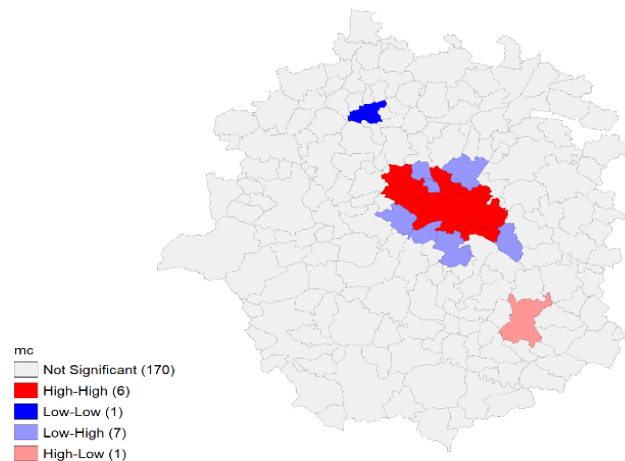 mc
Not Significant (170)
High-High (6)
Low-Low (1)
Low-High (7)
High-Low (1)